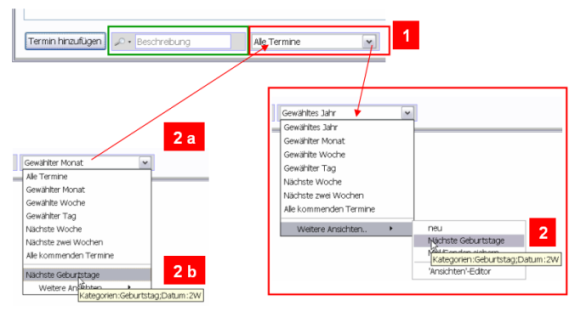 Termin hinzufügen
Beschreibung
Alle Termine
1
2 a
Gewählter Monat
Alle Termine
Gewählter Monat
Gewählte Woche
Gewählter Tag
Nächste Woche
Nächste zwei Wochen
Alle kommenden Termine
Nächste Geburtstage
2 b
Weitere Ansichten
Kategorien:Geburtstag;Datum:2W
Gewähltes Jahr
Gewähltes Jahr
Gewählter Monat
Gewählte Woche
Gewählter Tag
Nächste Woche
Nächste zwei Wochen
Alle kommenden Termine
Weitere Ansichten..
neu
2
Nächste Geburtstage
Kategorien:Geburtstag;Datum:2W
'Ansichten'-Editor